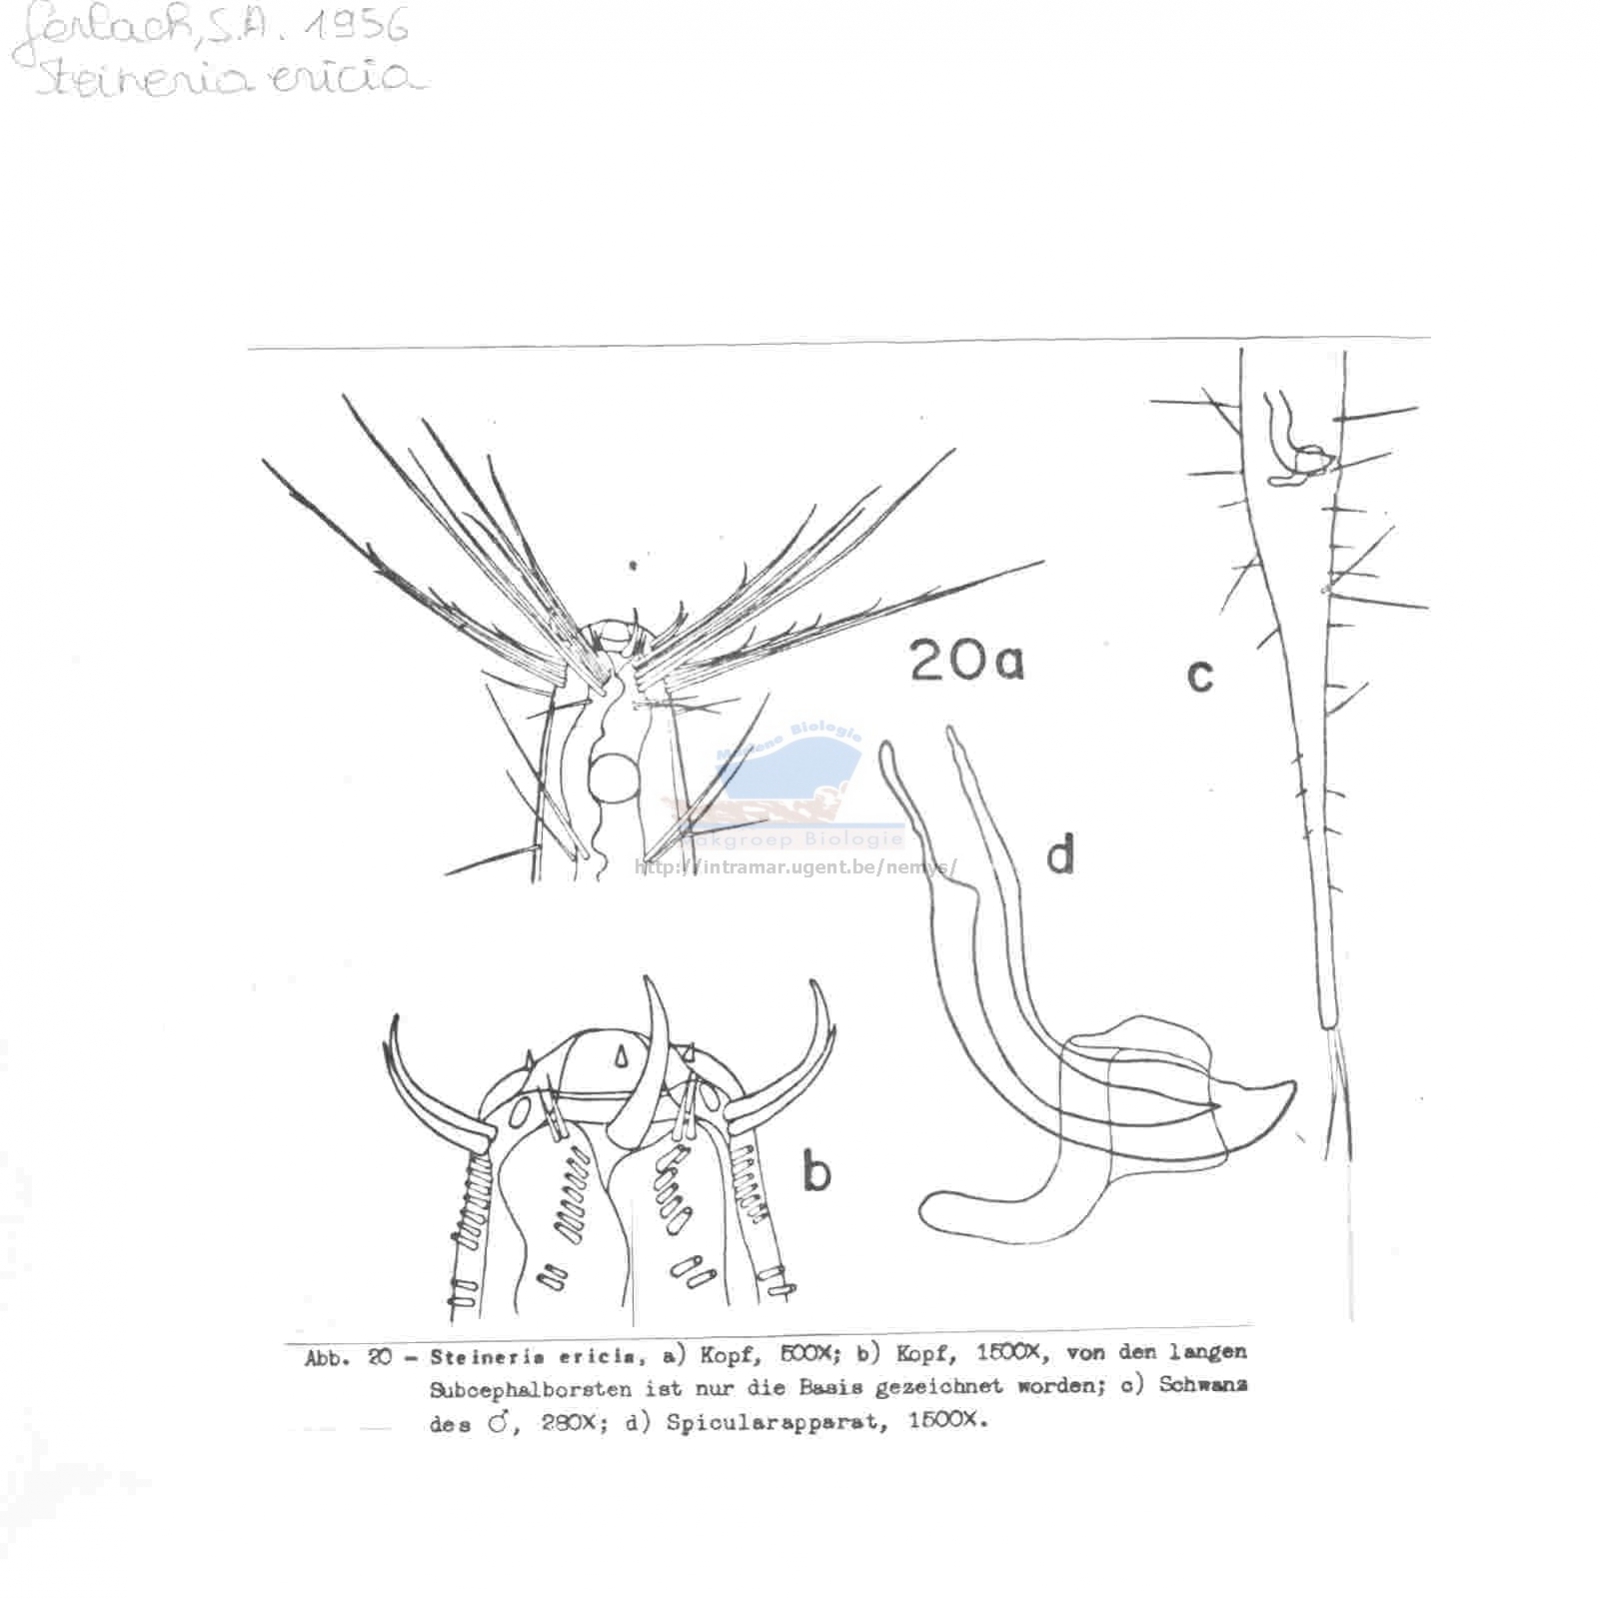 Gerlach, S.A. 1956
Steineria ericia
20a
c
Mariene Biologie
Vakgroep Biologie
http://intramar.ugent.be/nemys/
d
b
Abb. 20 – Steineria ericia, a) Kopf, 500X; b) Kopf, 1500X, von den langen
Subcephalborsten ist nur die Basis gezeichnet worden; c) Schwanz
des ♂, 280X; d) Spicularapparat, 1500X.